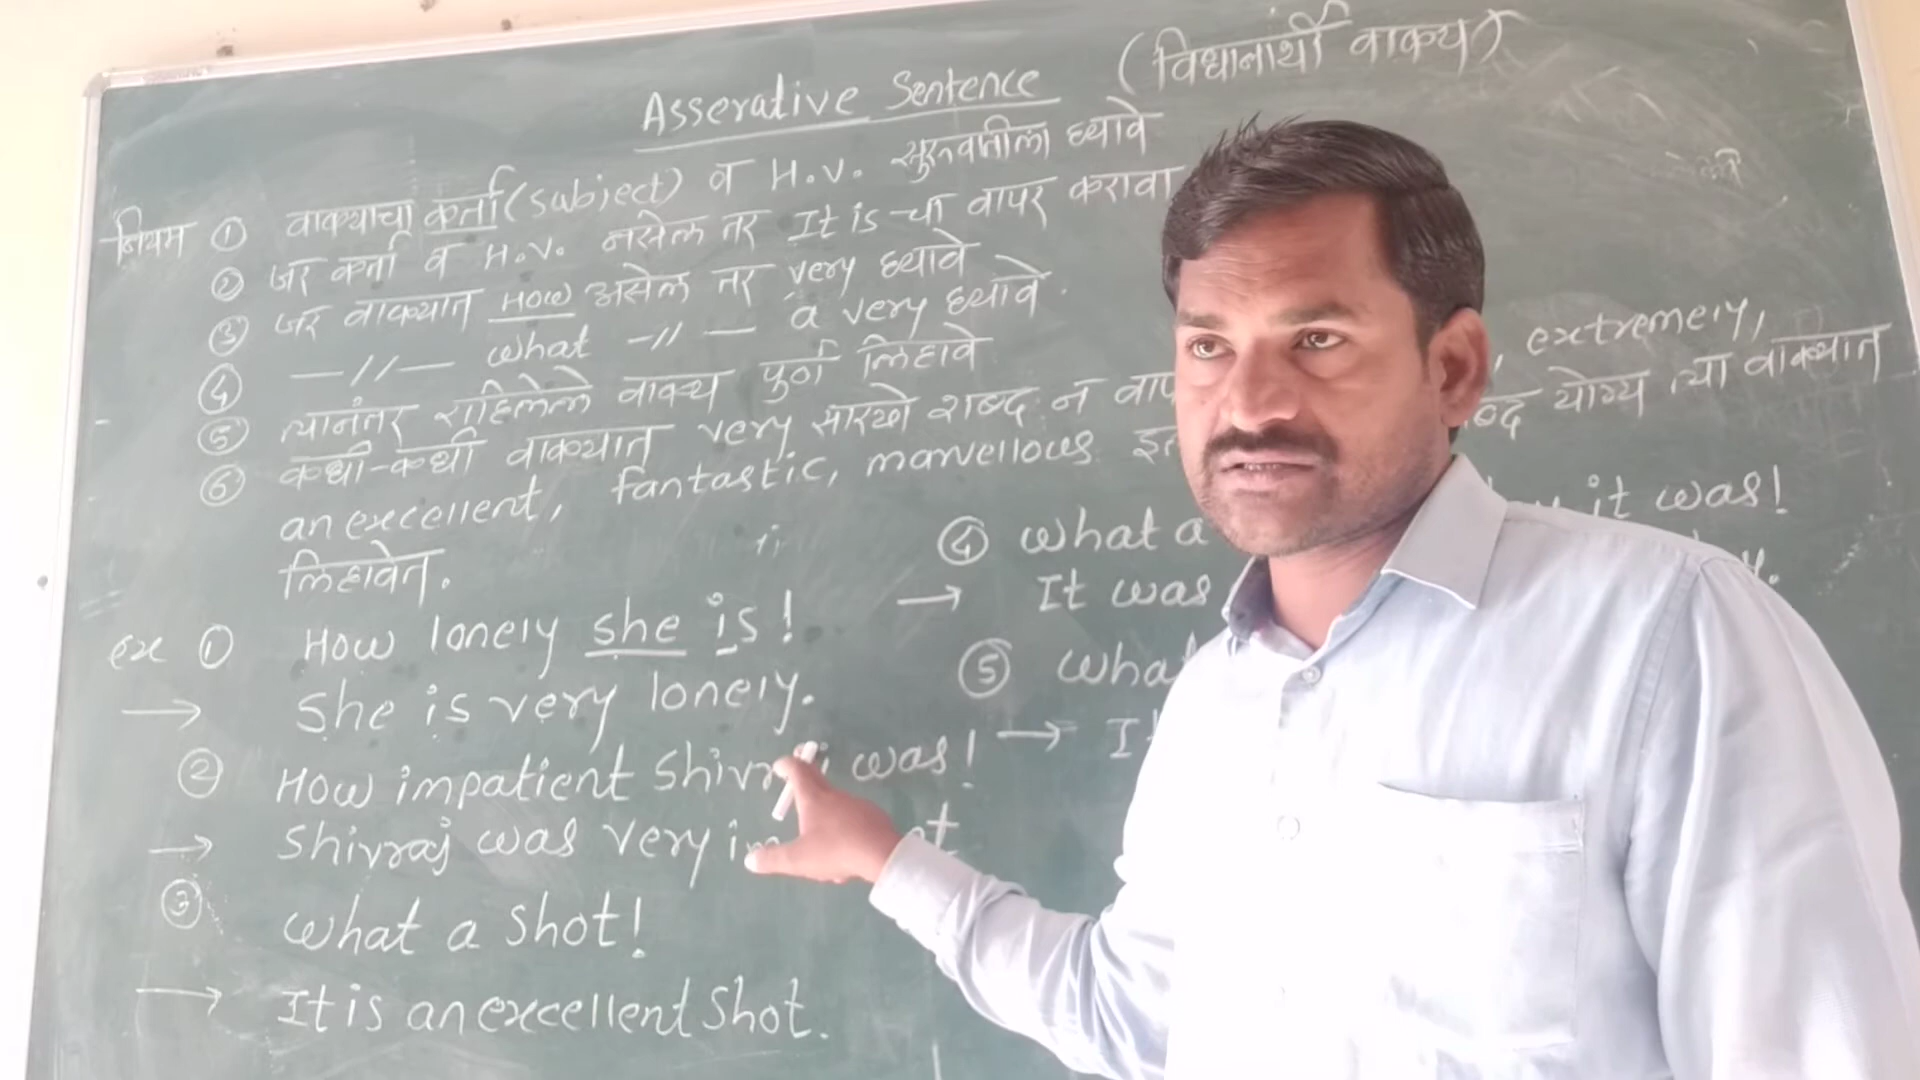 Asserative Sentence (विधानार्थी वाक्य)
नियम ① वाक्याचा कर्ता (subject) व H.V. सुरूवातीला घ्यावे
② जर कर्ता व H.V. नसेल तर It is चा वापर करावा
③ जर वाक्यात How असेल तर very घ्यावे
④ —//— what —//— a very घ्यावे.
⑤ त्यानंतर राहिलेले वाक्य पुर्ण लिहावे
⑥ कधी-कधी वाक्यात very सारखे शब्द न , extremely,
an excellent, fantastic, marvellous योग्य त्या वाक्यात
लिहावेत.
ex ① How lonely she is!
→ She is very lonely.
② How impatient Shivraj was!
→ Shivraj was very
③ what a shot!
→ It is an excellent shot.
④ what a it was!
→ It was
⑤
→